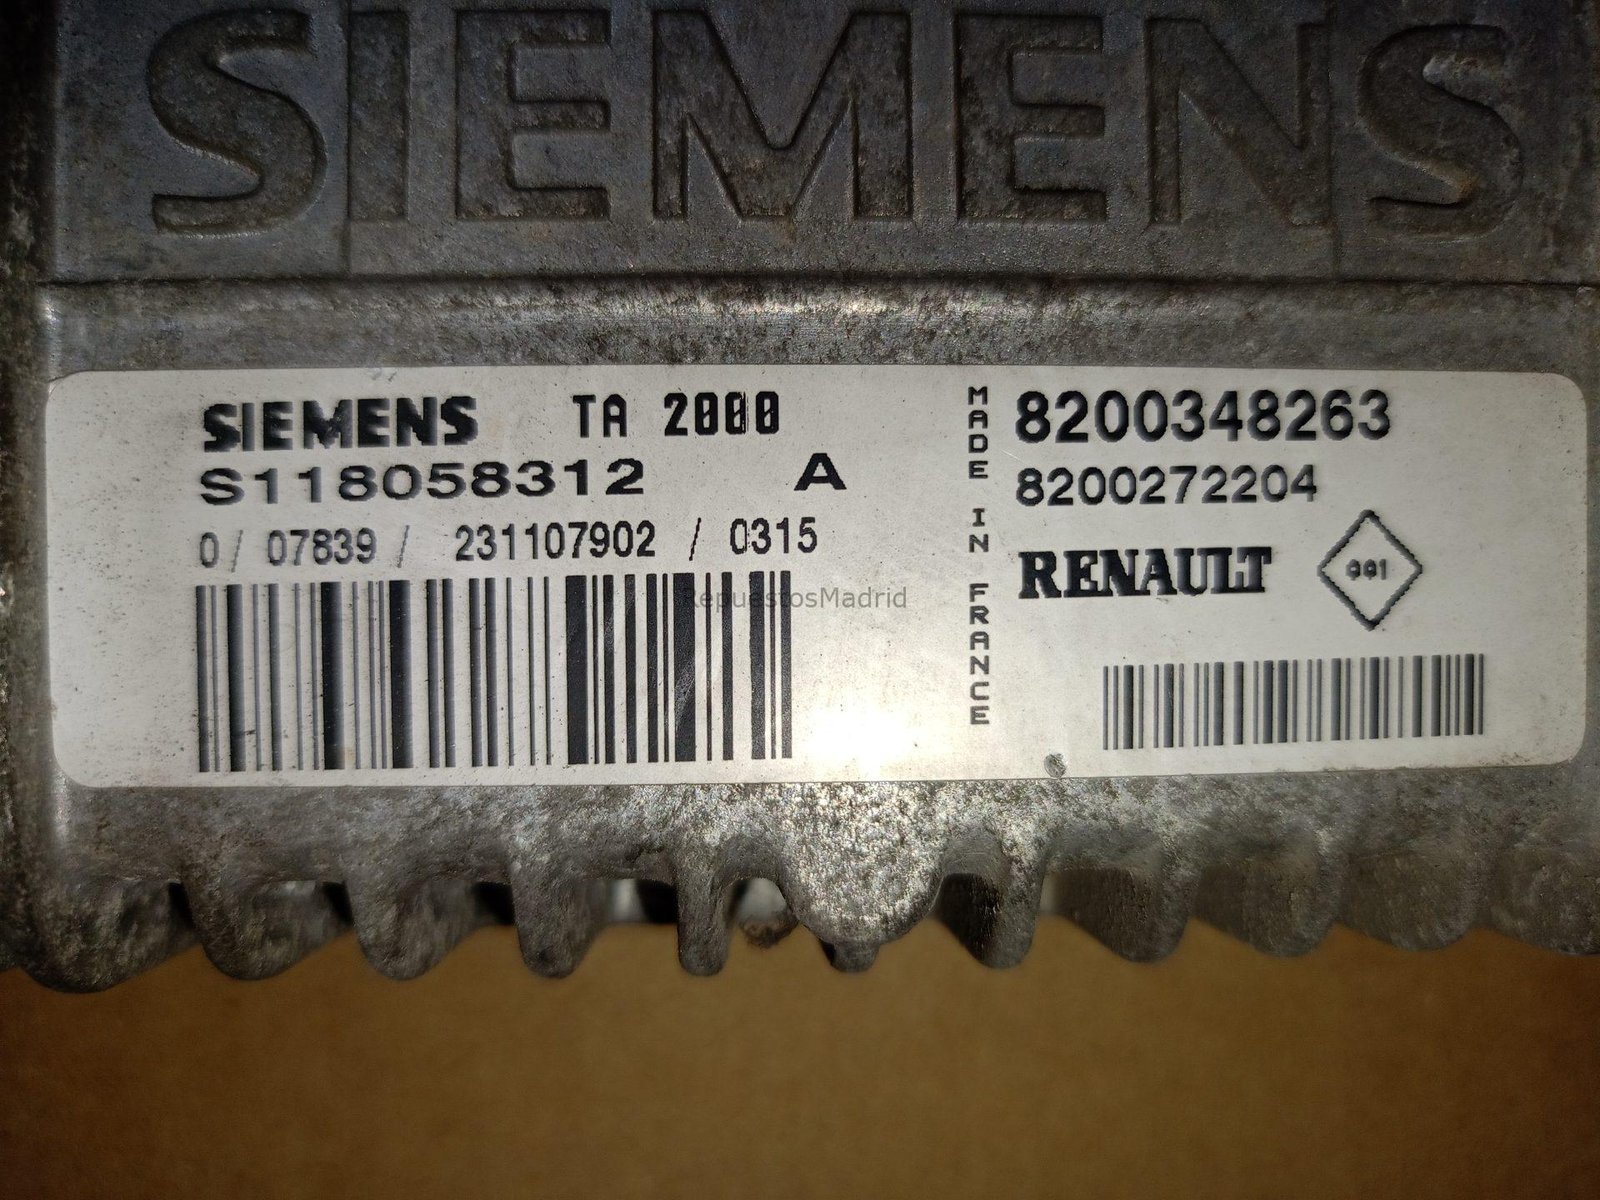 SIEMENS
SIEMENS TA 2000
S118058312 A
0 / 07839 / 231107902 / 0315
MADE IN FRANCE
8200348263
8200272204
RENAULT
RepuestosMadrid